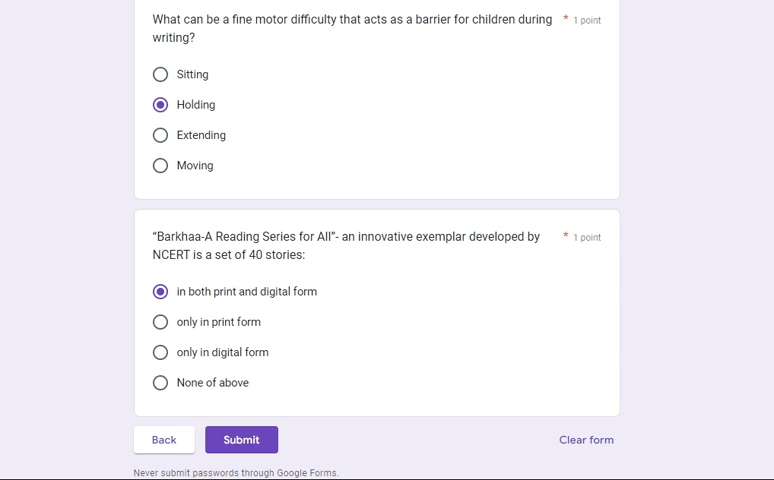 What can be a fine motor difficulty that acts as a barrier for children during * 1 point
writing?
Sitting
Holding
Extending
Moving
“Barkhaa-A Reading Series for All”- an innovative exemplar developed by * 1 point
NCERT is a set of 40 stories:
in both print and digital form
only in print form
only in digital form
None of above
Back Submit Clear form
Never submit passwords through Google Forms.